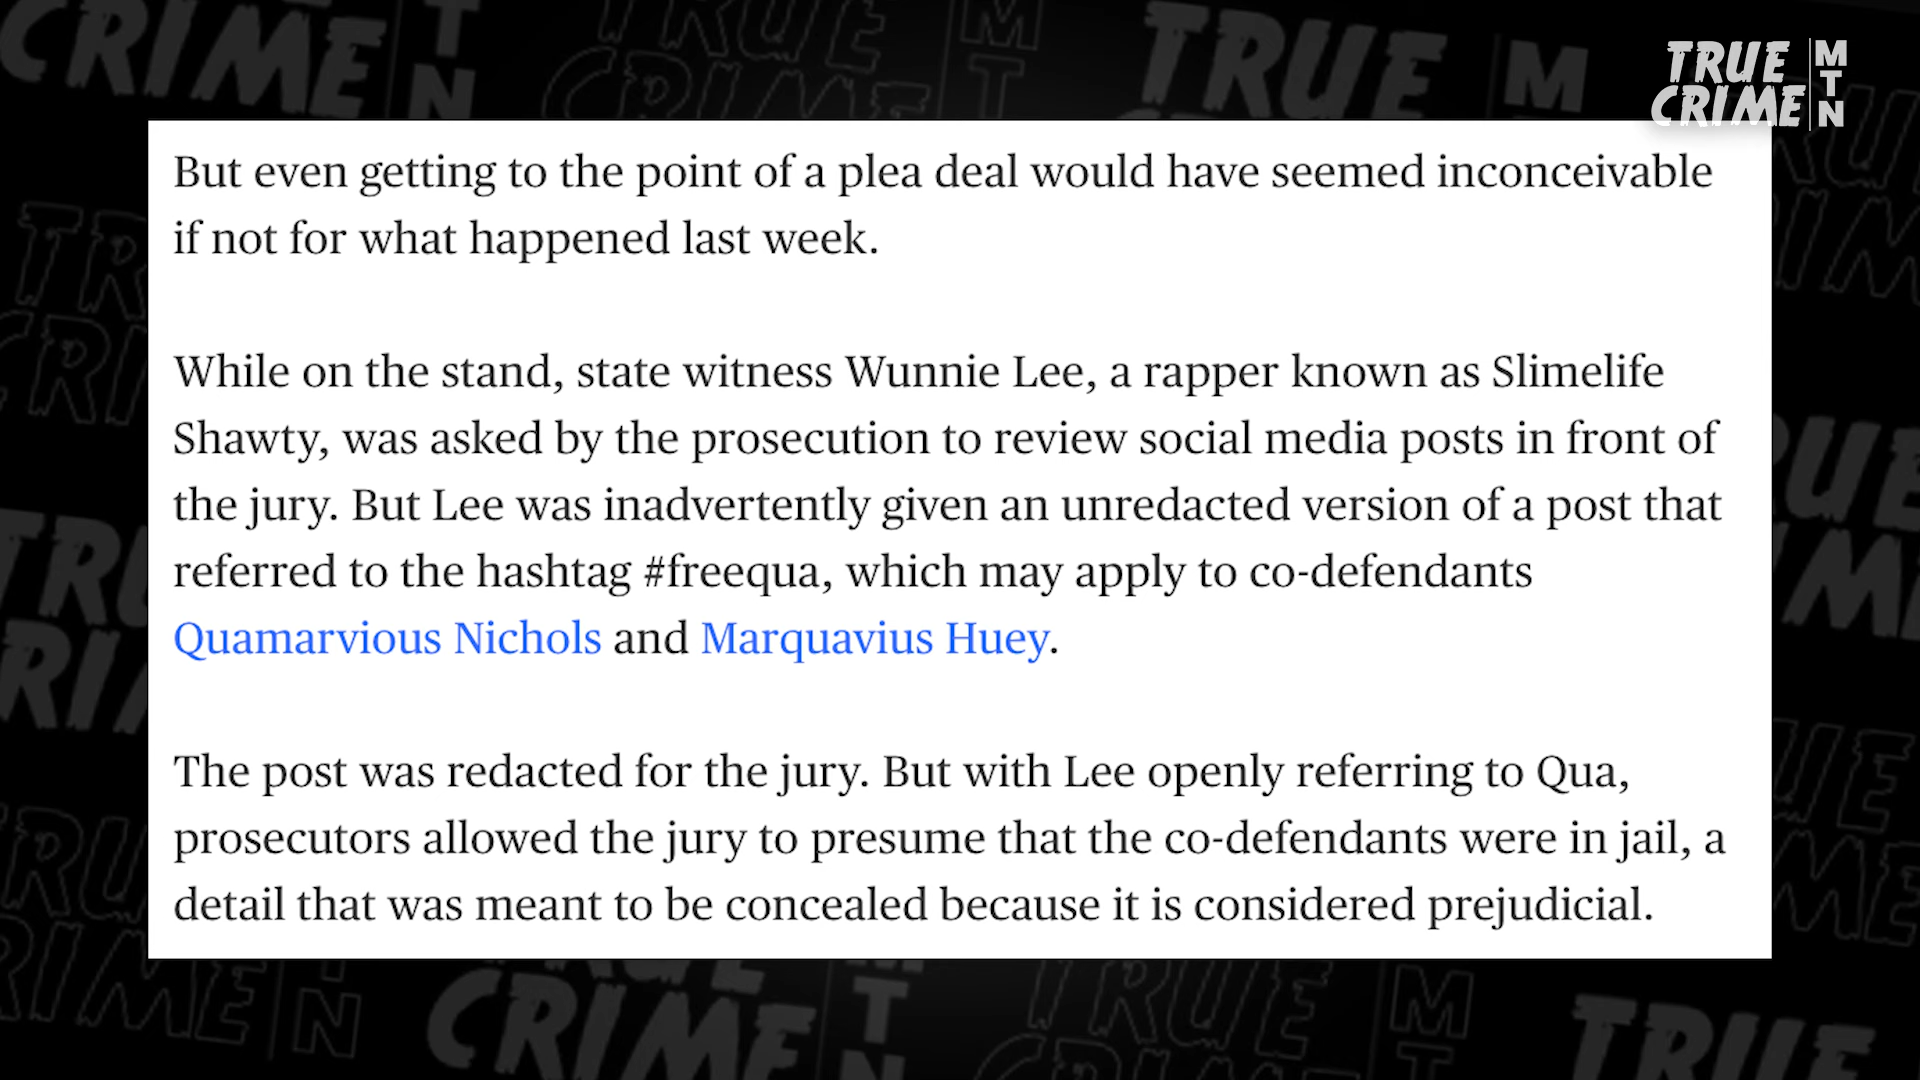 TRUE
CRIME
MTN
But even getting to the point of a plea deal would have seemed inconceivable
if not for what happened last week.
While on the stand, state witness Wunnie Lee, a rapper known as Slimelife
Shawty, was asked by the prosecution to review social media posts in front of
the jury. But Lee was inadvertently given an unredacted version of a post that
referred to the hashtag #freequa, which may apply to co-defendants
Quamarvious Nichols and Marquavius Huey.
The post was redacted for the jury. But with Lee openly referring to Qua,
prosecutors allowed the jury to presume that the co-defendants were in jail, a
detail that was meant to be concealed because it is considered prejudicial.